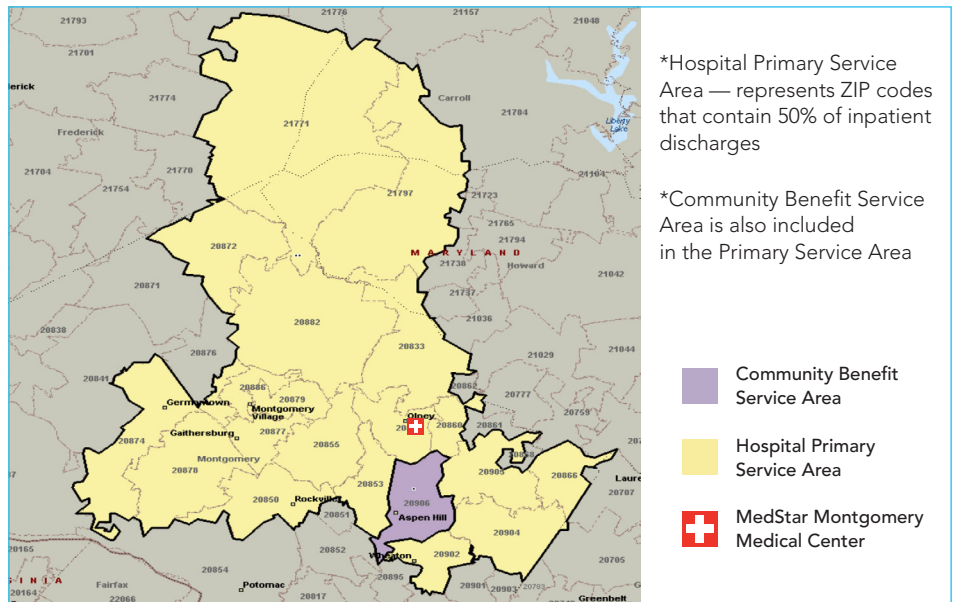 21793
21776
21157
21048
21701
erick
21774
Carroll
21784
Liberty
Lake
Frederick
21771
21704
21770
21754
21104
21797
21723
21765
20872
21794
MARYLAND
21738
Howard
21042
20871
21737
20882
21036
20838
20833
21044
20876
21029
20841
20862
20886
20879
20777
Germantown
Montgomery
Village
Olney
20759
20860
20861
20874
Gaithersburg
20877
20855
Montgomery
20878
20905
20866
20853
Laure
20707
20850
Rockville
20906
Aspen Hill
20851
20904
20165
20852
Wheaton
20902
20705
GINIA
20854
20895
Fairfax
20164
22066
Potomac
20817
20901
20903
Greenbelt
*Hospital Primary Service
Area — represents ZIP codes
that contain 50% of inpatient
discharges
*Community Benefit Service
Area is also included
in the Primary Service Area
Community Benefit
Service Area
Hospital Primary
Service Area
MedStar Montgomery
Medical Center